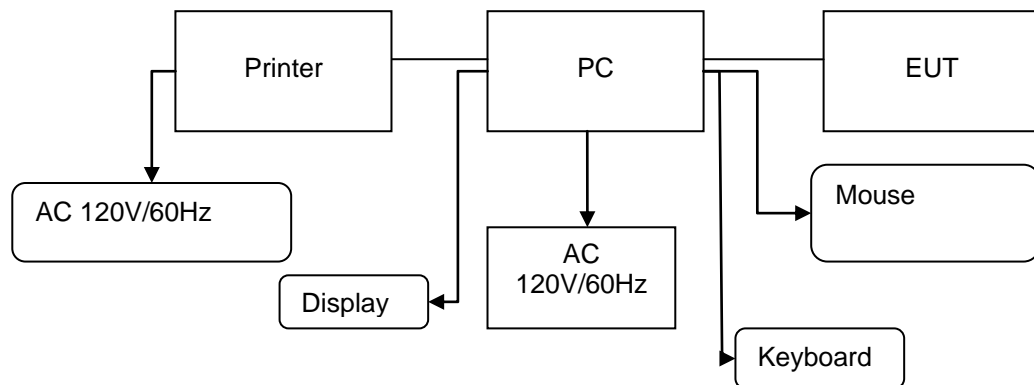 Printer
PC
EUT
AC 120V/60Hz
Mouse
AC
120V/60Hz
Display
Keyboard